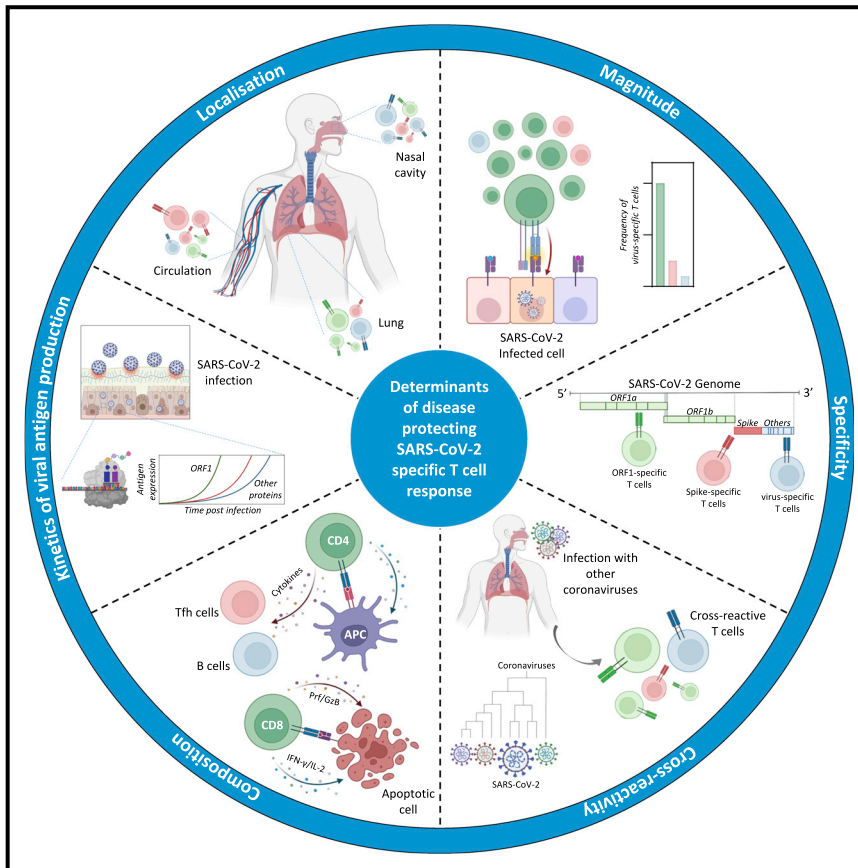 Localisation
Nasal
cavity
Circulation
Lung
Magnitude
Frequency of
virus-specific T cells
SARS-CoV-2
Infected cell
Specificity
SARS-CoV-2 Genome
5’
3’
ORF1a
ORF1b
Spike
Others
ORF1-specific
T cells
Spike-specific
T cells
virus-specific
T cells
Cross-reactivity
Infection with
other
coronaviruses
Cross-reactive
T cells
Coronaviruses
SARS-CoV-2
Composition
CD4
Cytokines
Tfh cells
B cells
APC
CD8
Prf/GzB
IFN-γ/IL-2
Apoptotic
cell
Kinetics of viral antigen production
SARS-CoV-2
infection
Antigen
expression
ORF1
Other
proteins
Time post infection
Determinants
of disease
protecting
SARS-CoV-2
specific T cell
response